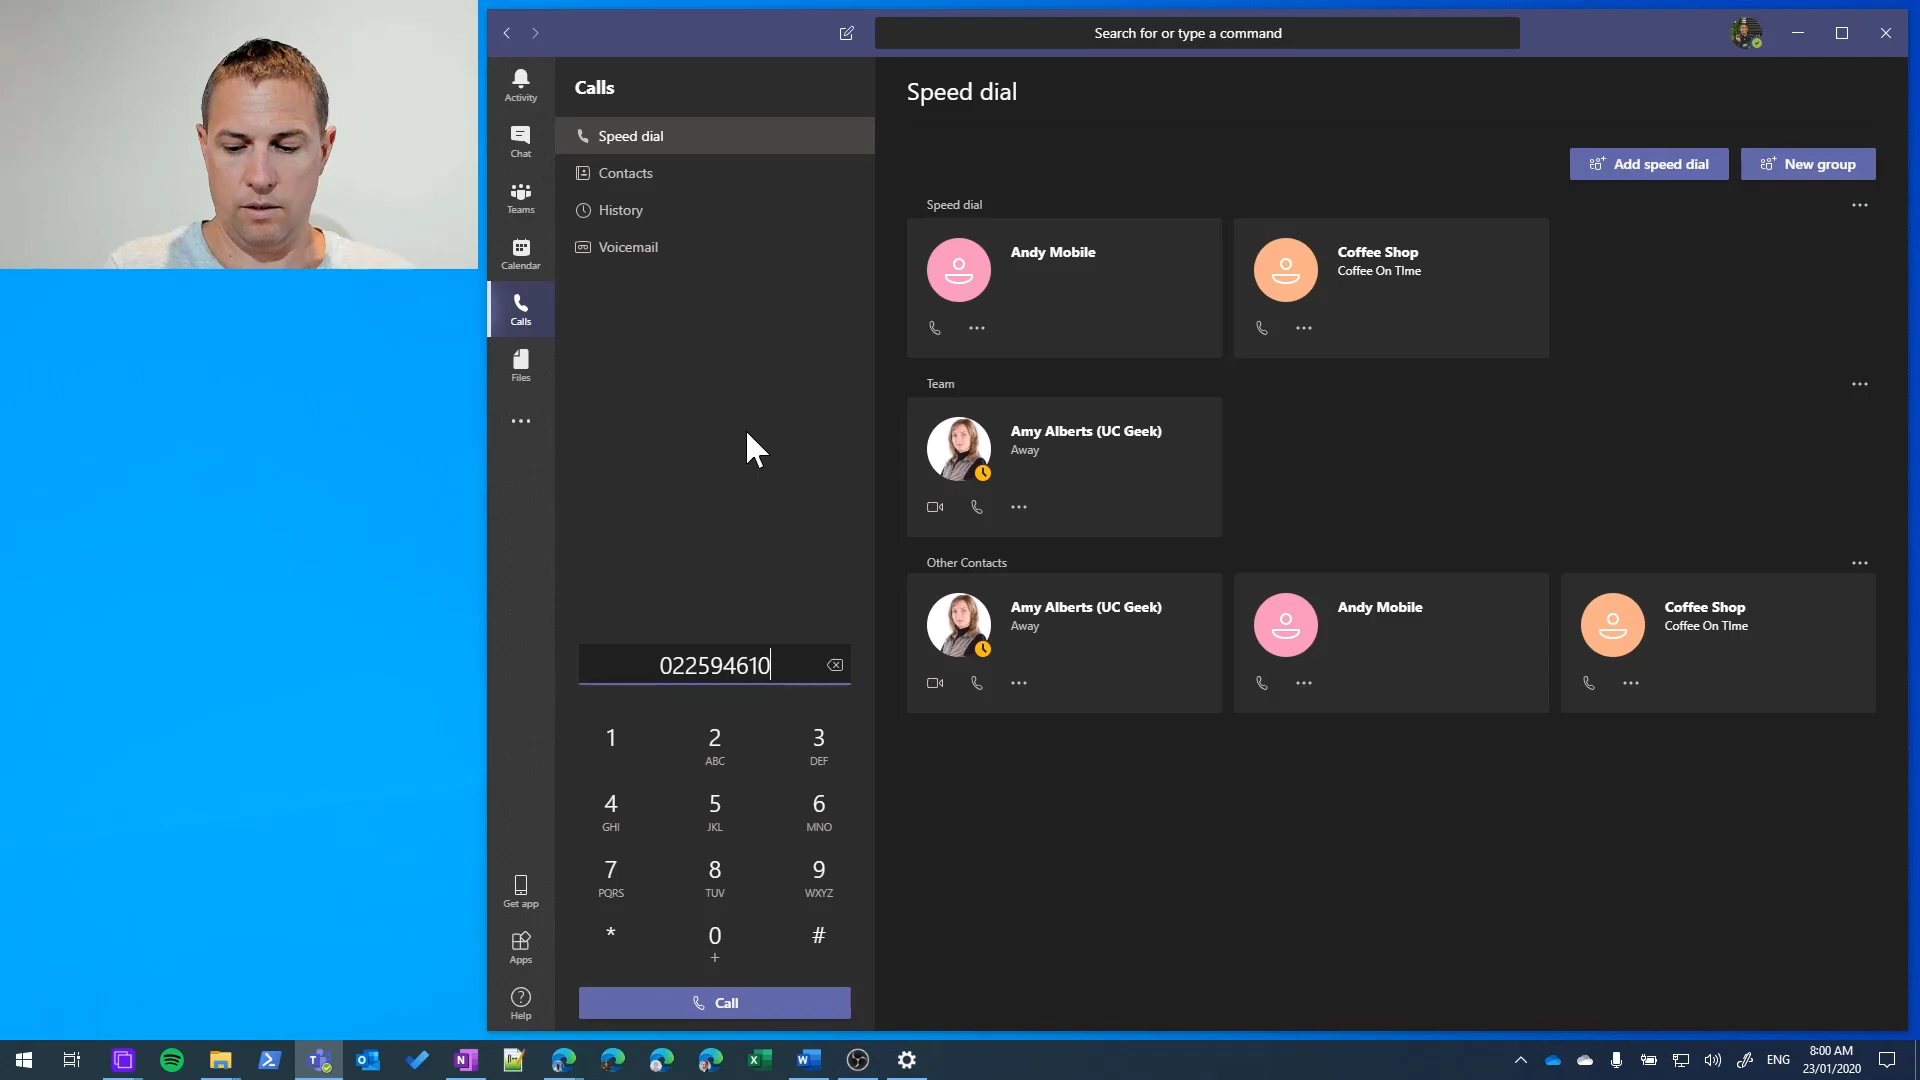 Search for or type a command
Activity
Chat
Teams
Calendar
Calls
Files
Get app
Apps
Help
Calls
Speed dial
Contacts
History
Voicemail
022594610
1
2
ABC
3
DEF
4
GHI
5
JKL
6
MNO
7
PQRS
8
TUV
9
WXYZ
*
0
+
#
Call
Speed dial
Add speed dial
New group
Speed dial
Andy Mobile
Coffee Shop
Coffee On TIme
Team
Amy Alberts (UC Geek)
Away
Other Contacts
Amy Alberts (UC Geek)
Away
Andy Mobile
Coffee Shop
Coffee On TIme
ENG
8:00 AM
23/01/2020